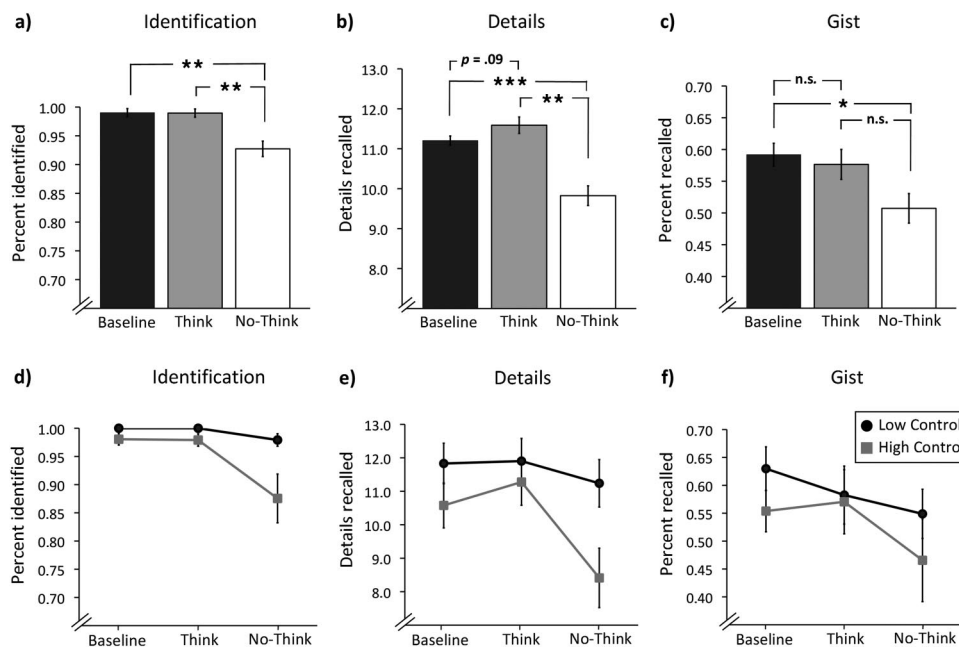 a) Identification
b) Details
c) Gist
** 
**
p = .09
***
**
n.s.
*
n.s.
Percent identified
1.00
0.95
0.90
0.85
0.80
0.75
0.70
Baseline Think No-Think
Details recalled
13.0
12.0
11.0
10.0
9.0
8.0
Baseline Think No-Think
Percent recalled
0.70
0.65
0.60
0.55
0.50
0.45
0.40
Baseline Think No-Think
d) Identification
e) Details
f) Gist
Percent identified
1.00
0.95
0.90
0.85
0.80
0.75
0.70
Baseline Think No-Think
Details recalled
13.0
12.0
11.0
10.0
9.0
8.0
Baseline Think No-Think
Percent recalled
0.70
0.65
0.60
0.55
0.50
0.45
0.40
Baseline Think No-Think
Low Control
High Control